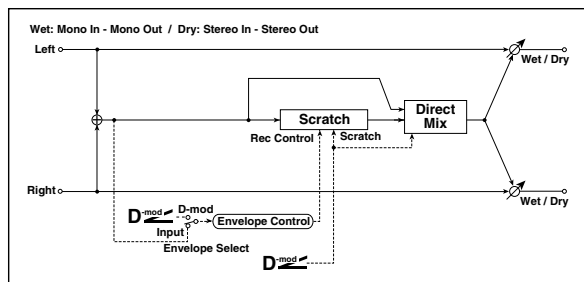 Wet: Mono In - Mono Out / Dry: Stereo In - Stereo Out
Left
Wet / Dry
Scratch
Direct
Mix
Rec Control
Scratch
Right
Wet / Dry
D-mod
D-mod
Envelope Control
Input
Envelope Select
D-mod